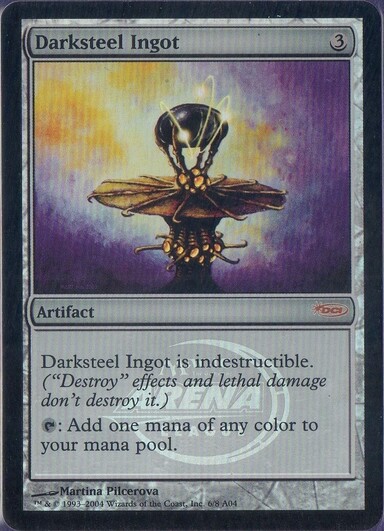 Darksteel Ingot 3
Artifact
DCI
Darksteel Ingot is indestructible.
("Destroy" effects and lethal damage
don't destroy it.)
: Add one mana of any color to
your mana pool.
ARENA
LEAGUE
Martina Pilcerova
™ & © 1993–2004 Wizards of the Coast, Inc. 6/8 A04